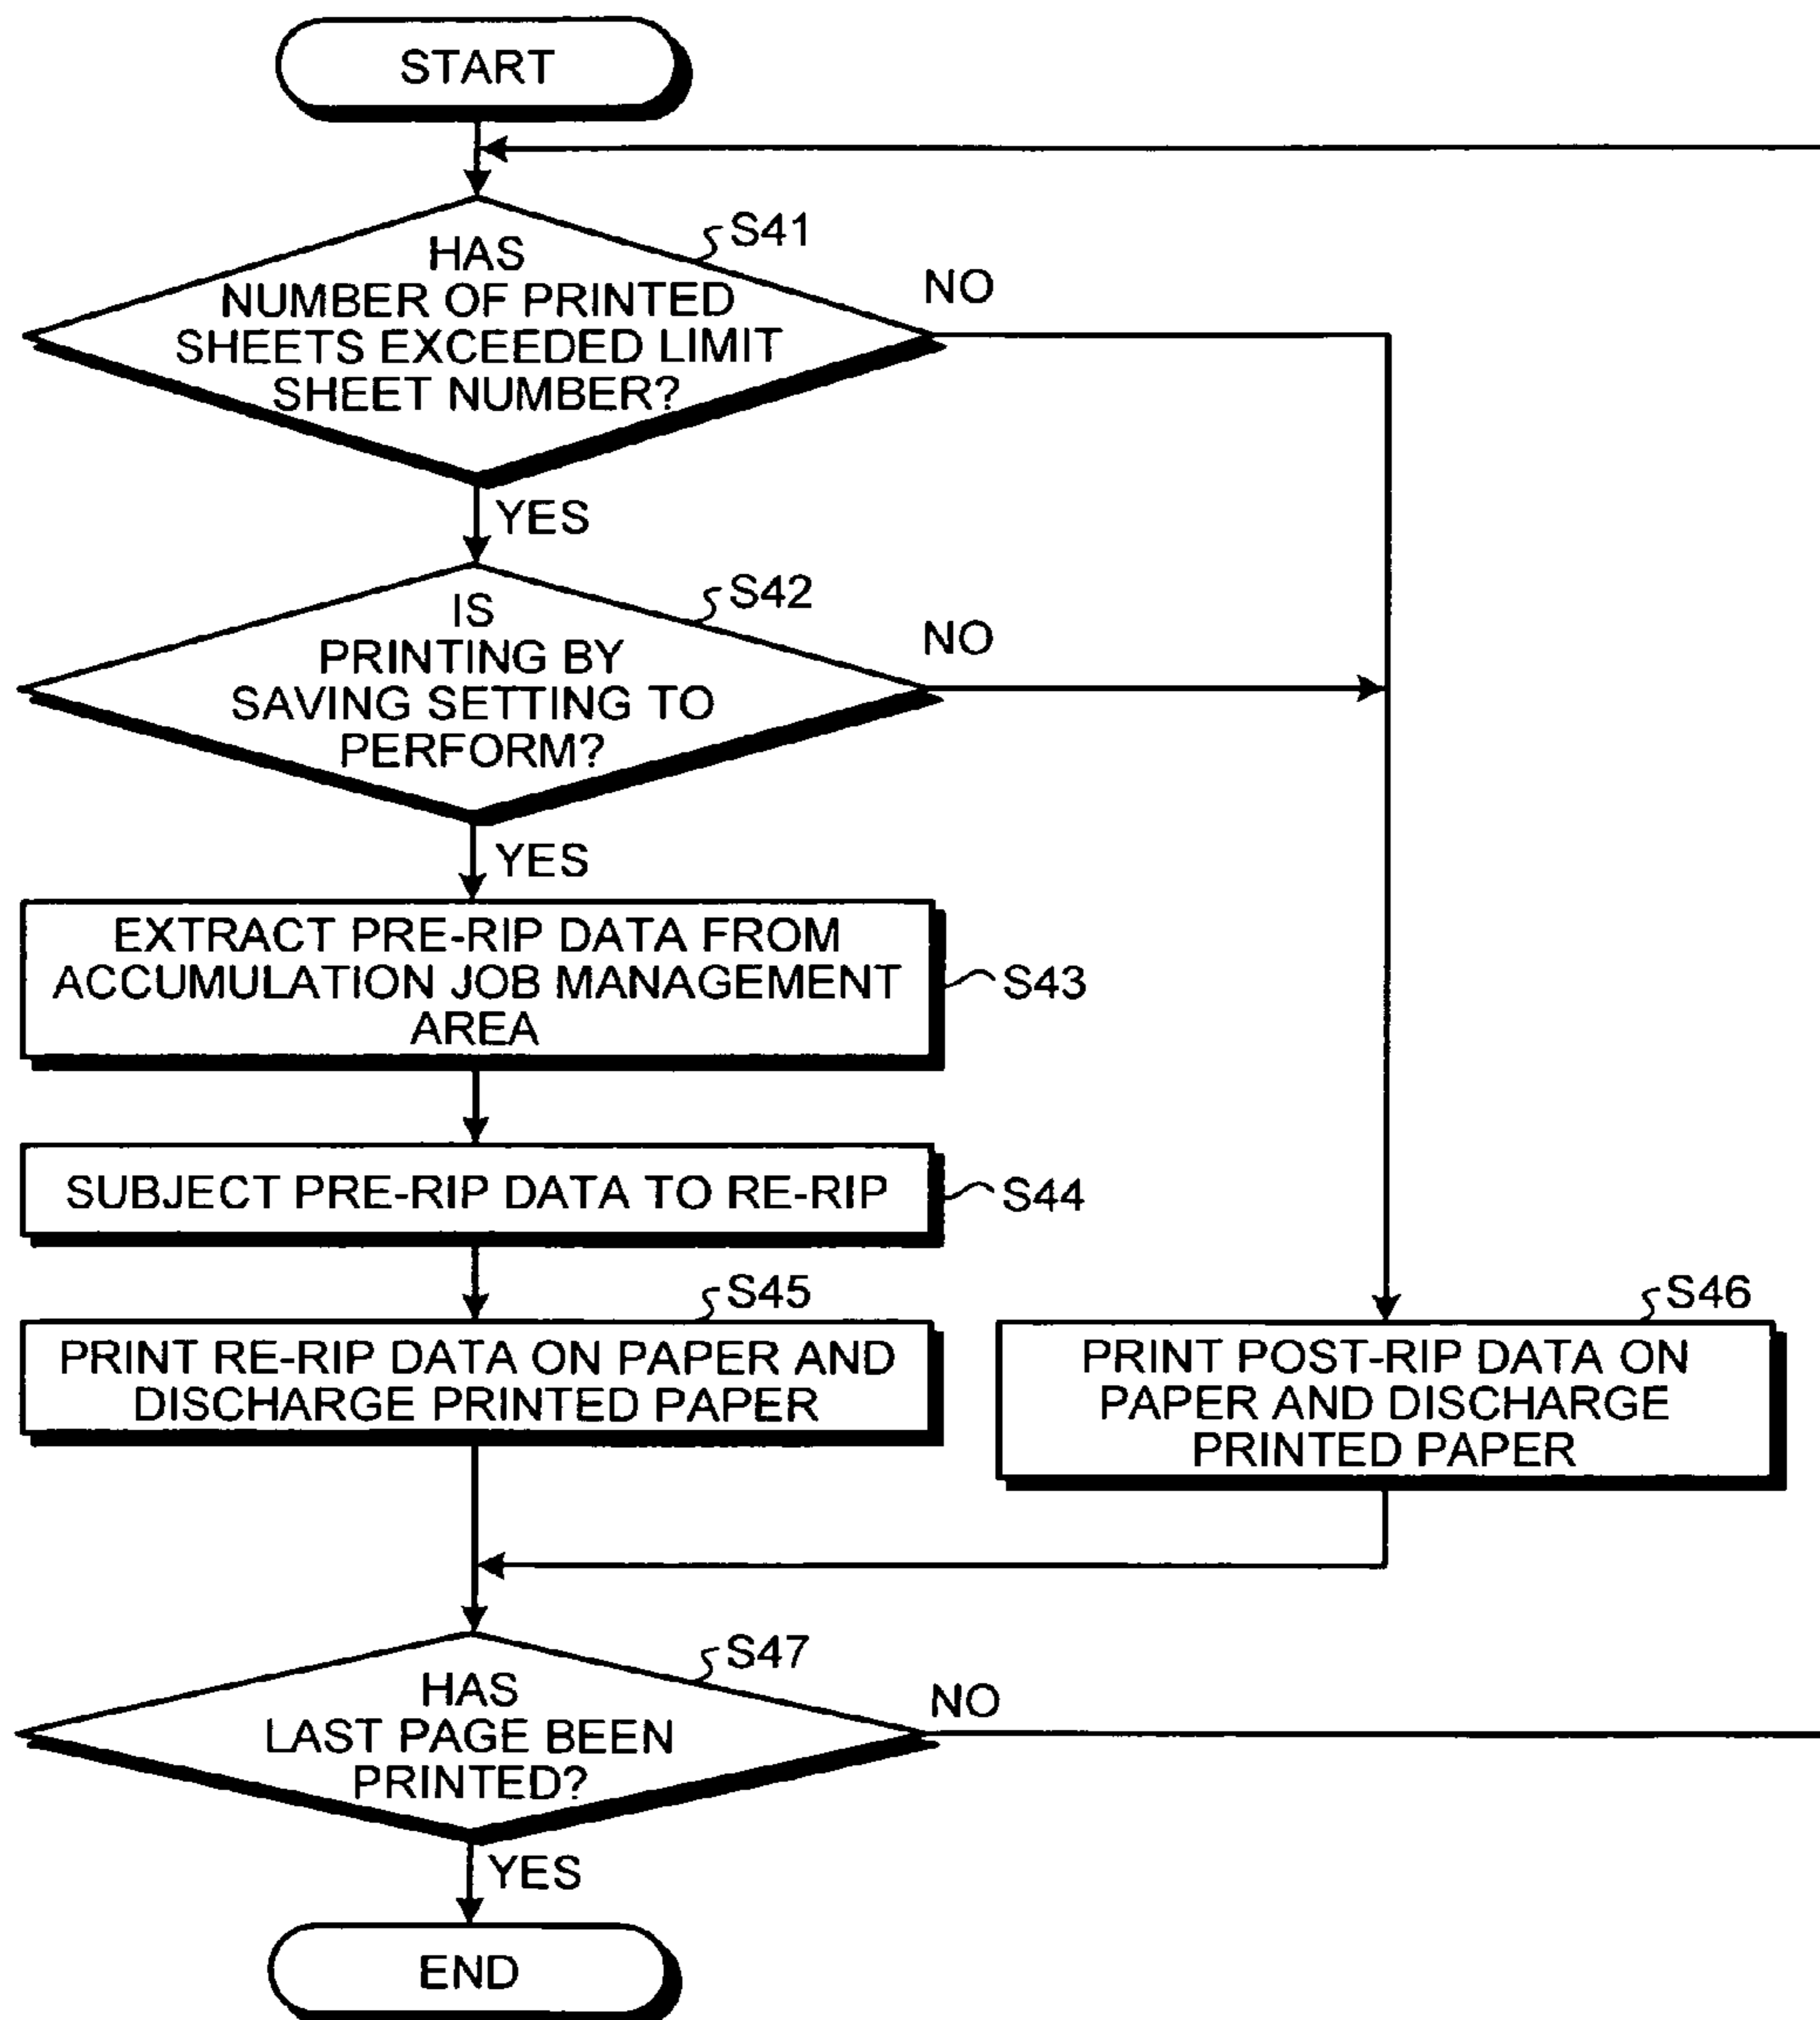 START
S41
HAS
NUMBER OF PRINTED
SHEETS EXCEEDED LIMIT
SHEET NUMBER?
NO
YES
S42
IS
PRINTING BY
SAVING SETTING TO
PERFORM?
NO
YES
EXTRACT PRE-RIP DATA FROM
ACCUMULATION JOB MANAGEMENT
AREA
S43
SUBJECT PRE-RIP DATA TO RE-RIP
S44
S45
PRINT RE-RIP DATA ON PAPER AND
DISCHARGE PRINTED PAPER
S46
PRINT POST-RIP DATA ON
PAPER AND DISCHARGE
PRINTED PAPER
S47
HAS
LAST PAGE BEEN
PRINTED?
NO
YES
END